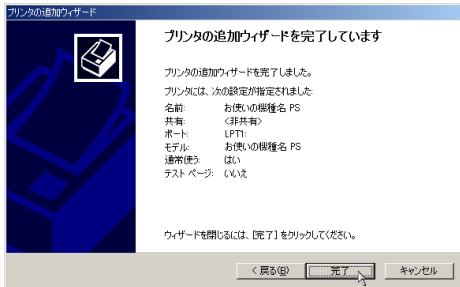 プリンタの追加ウィザード
プリンタの追加ウィザードを完了しています
プリンタの追加ウィザードを完了しました。
プリンタには、次の設定が指定されました:
名前: お使いの機種名 PS
共有: <非共有>
ポート: LPT1:
モデル: お使いの機種名 PS
通常使う: はい
テスト ページ: いいえ
ウィザードを閉じるには、[完了] をクリックしてください。
< 戻る(B) 完了 キャンセル